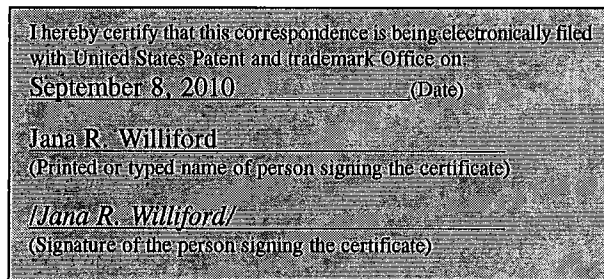 I hereby certify that this correspondence is being electronically filed
with United States Patent and trademark Office on:
September 8, 2010 (Date)
Jana R. Williford
(Printed or typed name of person signing the certificate)
/Jana R. Williford/
(Signature of the person signing the certificate)